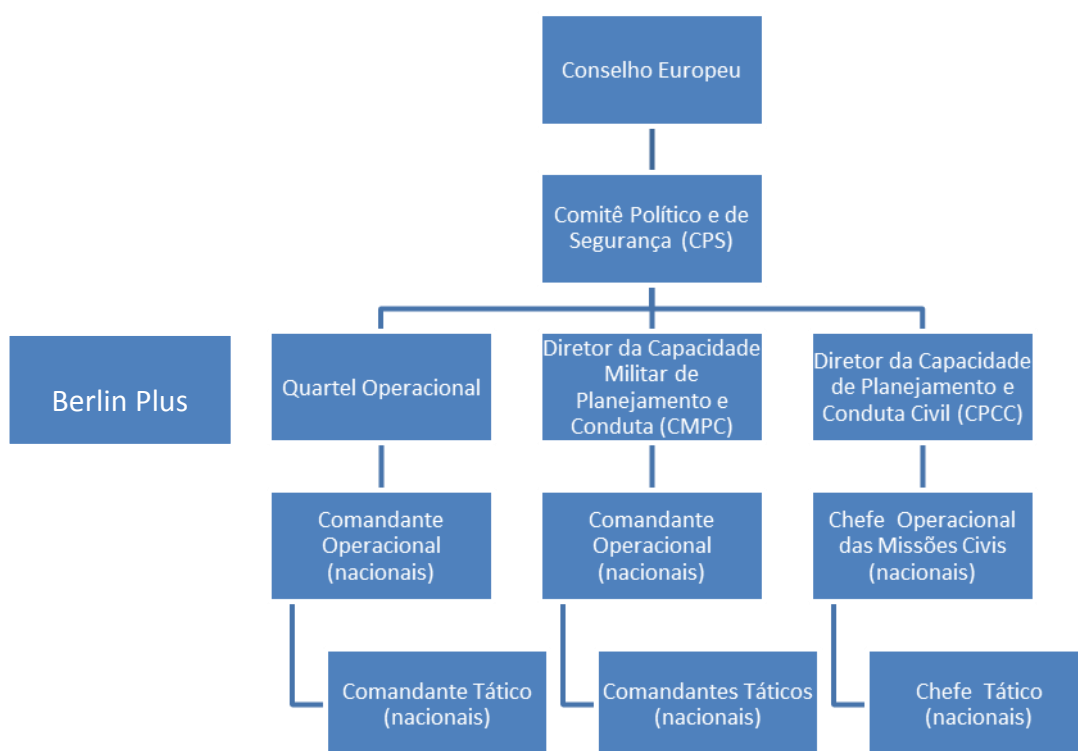 Conselho Europeu
Comitê Político e de
Segurança (CPS)
Berlin Plus
Quartel Operacional
Diretor da Capacidade
Militar de
Planejamento e
Conduta (CMPC)
Diretor da Capacidade
de Planejamento e
Conduta Civil (CPCC)
Comandante
Operacional
(nacionais)
Comandante
Operacional
(nacionais)
Chefe Operacional
das Missões Civis
(nacionais)
Comandante Tático
(nacionais)
Comandantes Táticos
(nacionais)
Chefe Tático
(nacionais)